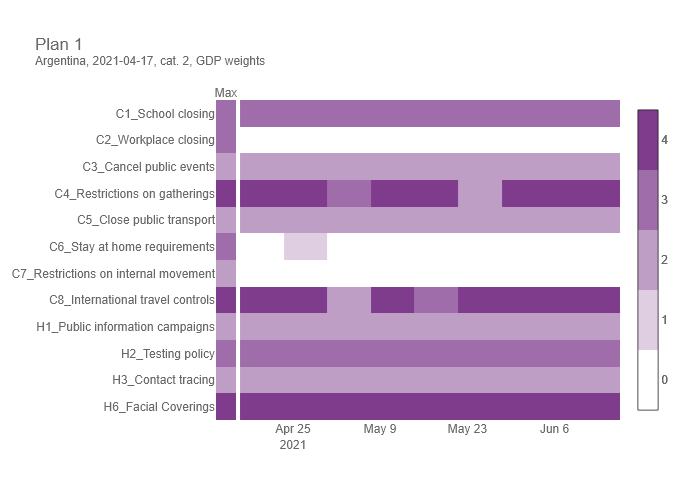 Plan 1
Argentina, 2021-04-17, cat. 2, GDP weights
Max
C1_School closing
C2_Workplace closing
C3_Cancel public events
C4_Restrictions on gatherings
C5_Close public transport
C6_Stay at home requirements
C7_Restrictions on internal movement
C8_International travel controls
H1_Public information campaigns
H2_Testing policy
H3_Contact tracing
H6_Facial Coverings
Apr 25 May 9 May 23 Jun 6
2021
4
3
2
1
0